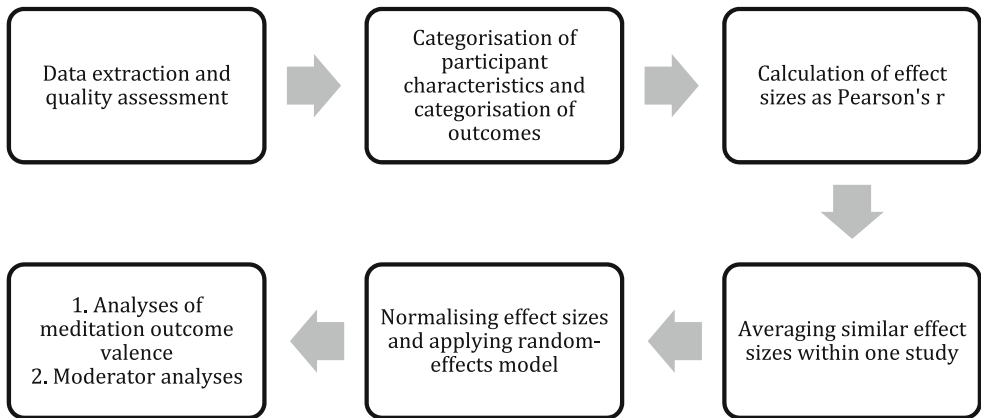 Data extraction and
quality assessment
Categorisation of
participant
characteristics and
categorisation of
outcomes
Calculation of effect
sizes as Pearson's r
Averaging similar effect
sizes within one study
Normalising effect sizes
and applying random-
effects model
1. Analyses of
meditation outcome
valence
2. Moderator analyses